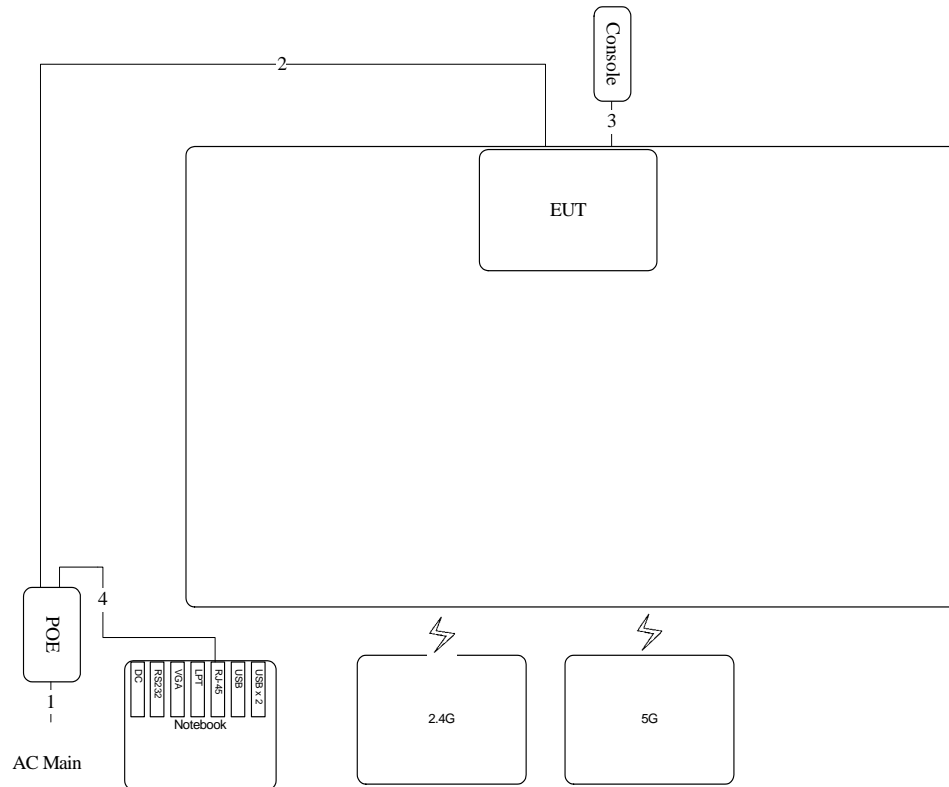 Console
2
3
EUT
4
POE
1
AC Main
DC
RS232
VGA
LPT
RJ-45
USB
USB x 2
Notebook
2.4G
5G